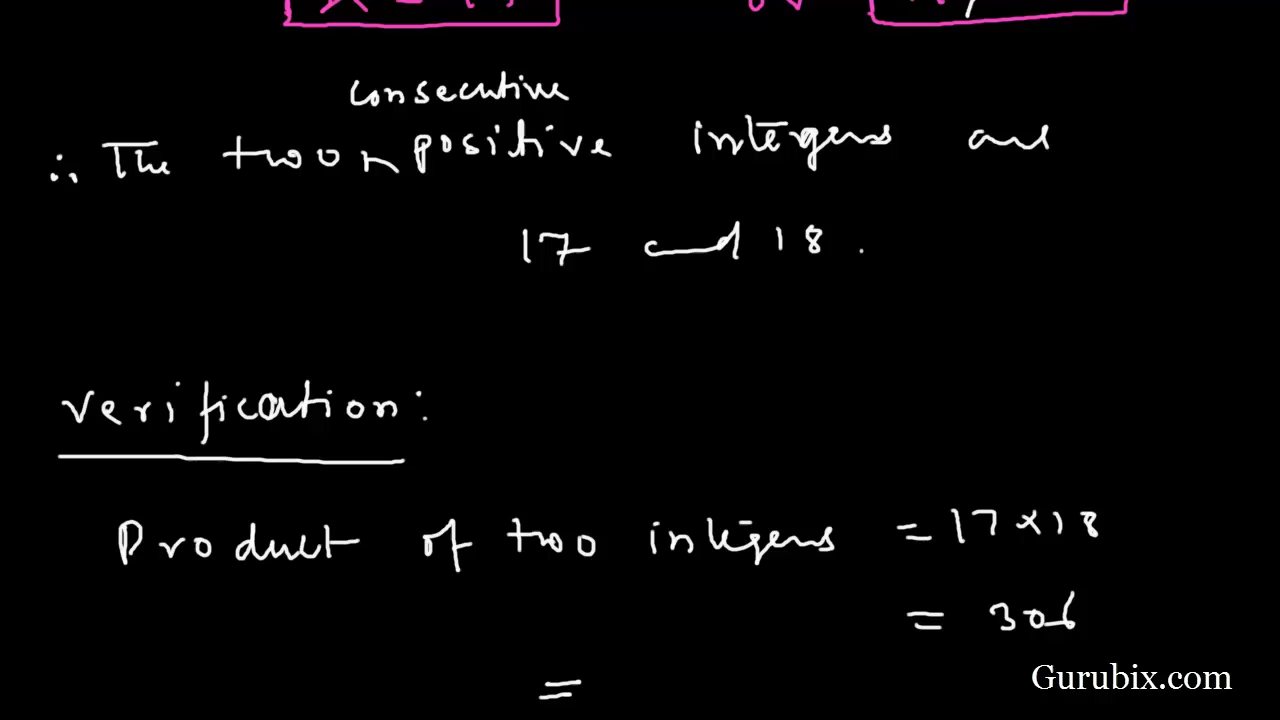 consecutive
∴ The two positive integers are
17 and 18.
verification:
Product of two integers = 17×18
= 306
=
Gurubix.com